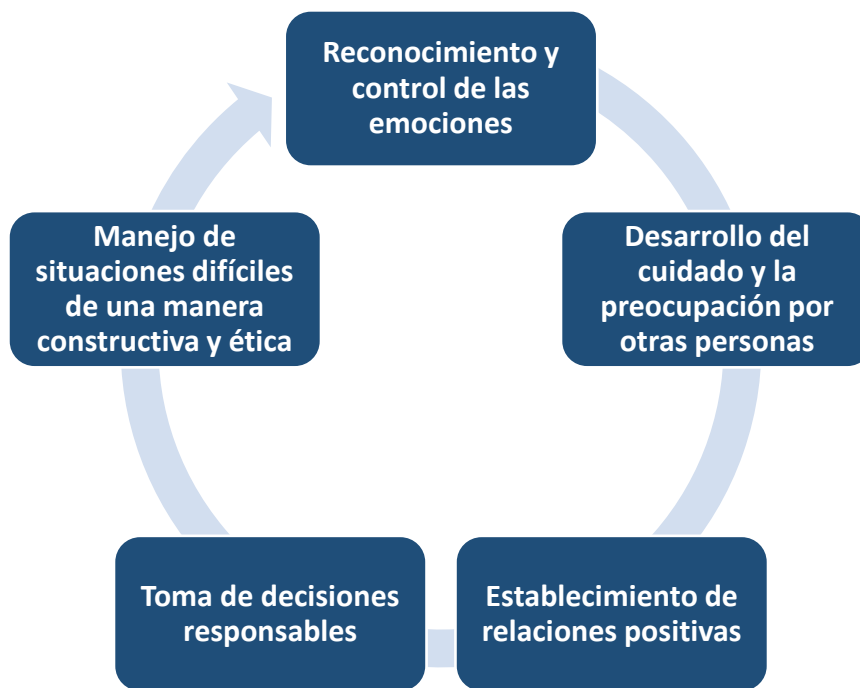 Reconocimiento y
control de las
emociones
Desarrollo del
cuidado y la
preocupación por
otras personas
Establecimiento de
relaciones positivas
Toma de decisiones
responsables
Manejo de
situaciones difíciles
de una manera
constructiva y ética